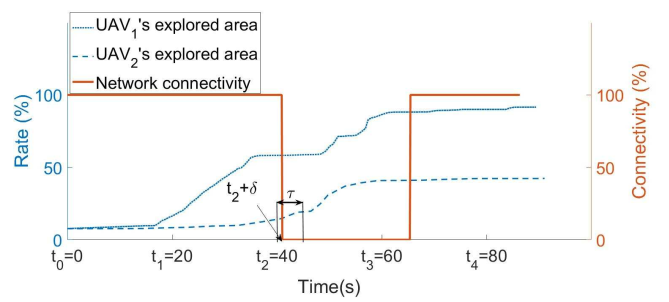 UAV₁'s explored area
UAV₂'s explored area
Network connectivity
100
50
0
Rate (%)
100
50
0
Connectivity (%)
t₂+δ
τ
t₀=0
t₁=20
t₂=40
t₃=60
t₄=80
Time(s)